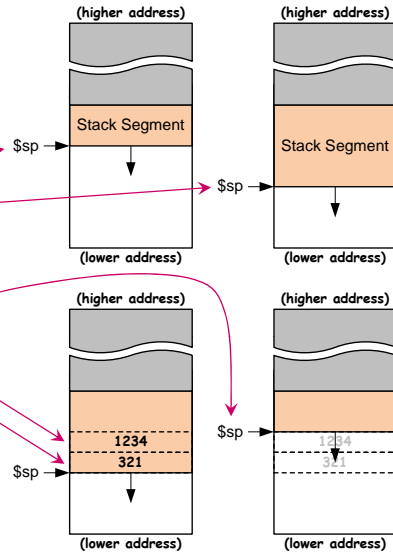 (higher address)
Stack Segment
$sp
(lower address)
(higher address)
Stack Segment
$sp
(lower address)
(higher address)
1234
321
$sp
(lower address)
(higher address)
$sp
1234
321
(lower address)